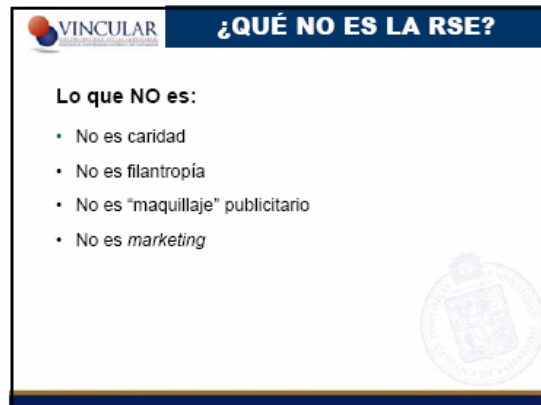 VINCULAR
¿QUÉ NO ES LA RSE?
Lo que NO es:
• No es caridad
• No es filantropía
• No es “maquillaje” publicitario
• No es marketing